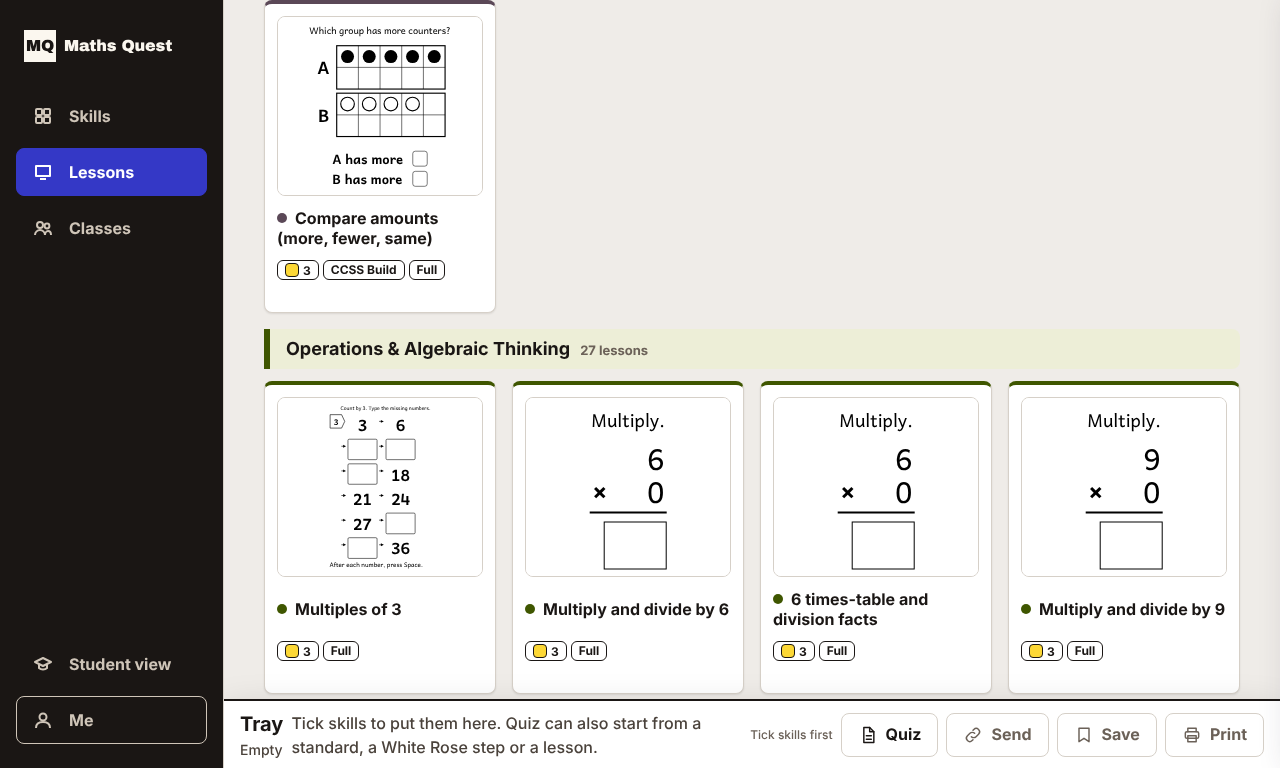 MQ Maths Quest
Skills
Lessons
Classes
Student view
Me
Which group has more counters?
A
B
A has more
B has more
Compare amounts
(more, fewer, same)
3 CCSS Build Full
Operations & Algebraic Thinking 27 lessons
Count by 3. Type the missing numbers.
3 3 6
18
21 24
27
36
After each number, press Space.
Multiples of 3
3 Full
Multiply.
6
× 0
Multiply and divide by 6
3 Full
Multiply.
6
× 0
6 times-table and
division facts
3 Full
Multiply.
9
× 0
Multiply and divide by 9
3 Full
Tray
Empty
Tick skills to put them here. Quiz can also start from a
standard, a White Rose step or a lesson.
Tick skills first
Quiz
Send
Save
Print